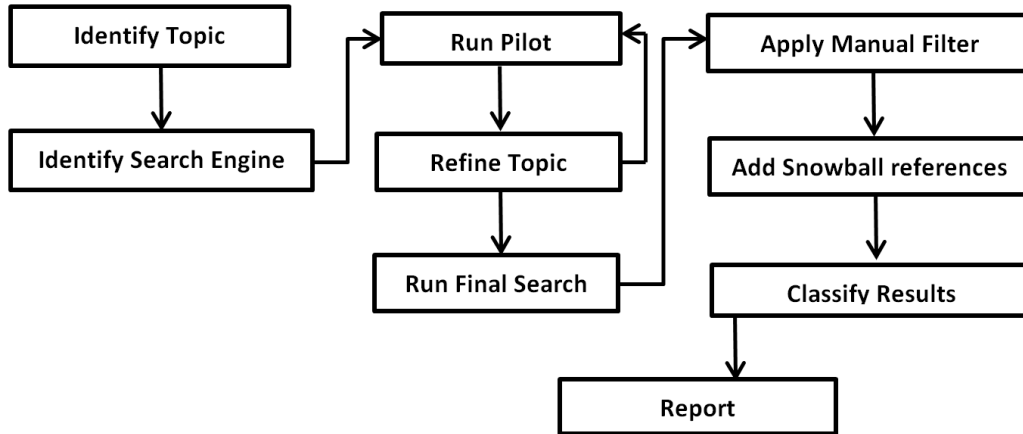 Identify Topic
Identify Search Engine
Run Pilot
Refine Topic
Run Final Search
Apply Manual Filter
Add Snowball references
Classify Results
Report